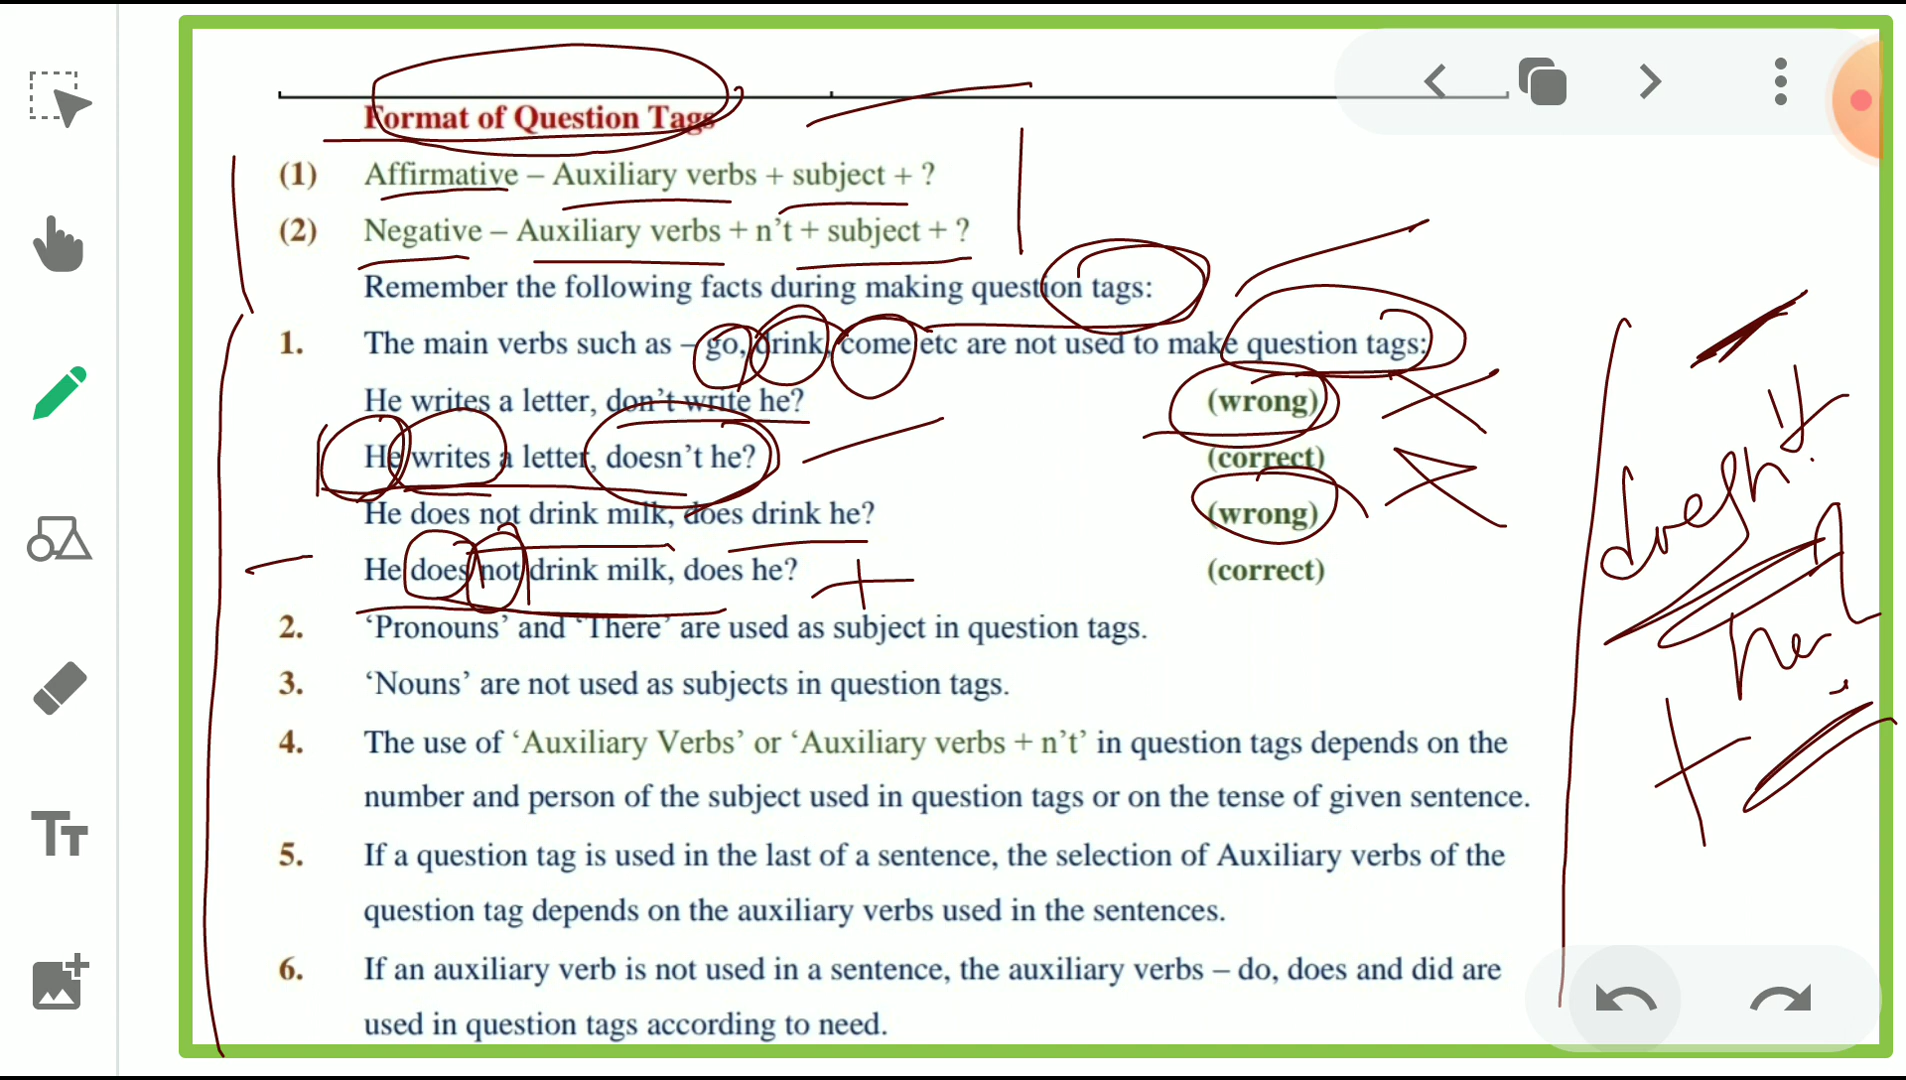 Format of Question Tags
(1) Affirmative – Auxiliary verbs + subject + ?
(2) Negative – Auxiliary verbs + n't + subject + ?
Remember the following facts during making question tags:
1. The main verbs such as – go, drink, come etc are not used to make question tags:
He writes a letter, don't write he? (wrong)
He writes a letter, doesn't he? (correct)
He does not drink milk, does drink he? (wrong)
He does not drink milk, does he? (correct)
2. 'Pronouns' and 'There' are used as subject in question tags.
3. 'Nouns' are not used as subjects in question tags.
4. The use of 'Auxiliary Verbs' or 'Auxiliary verbs + n't' in question tags depends on the
number and person of the subject used in question tags or on the tense of given sentence.
5. If a question tag is used in the last of a sentence, the selection of Auxiliary verbs of the
question tag depends on the auxiliary verbs used in the sentences.
6. If an auxiliary verb is not used in a sentence, the auxiliary verbs – do, does and did are
used in question tags according to need.
he
TT